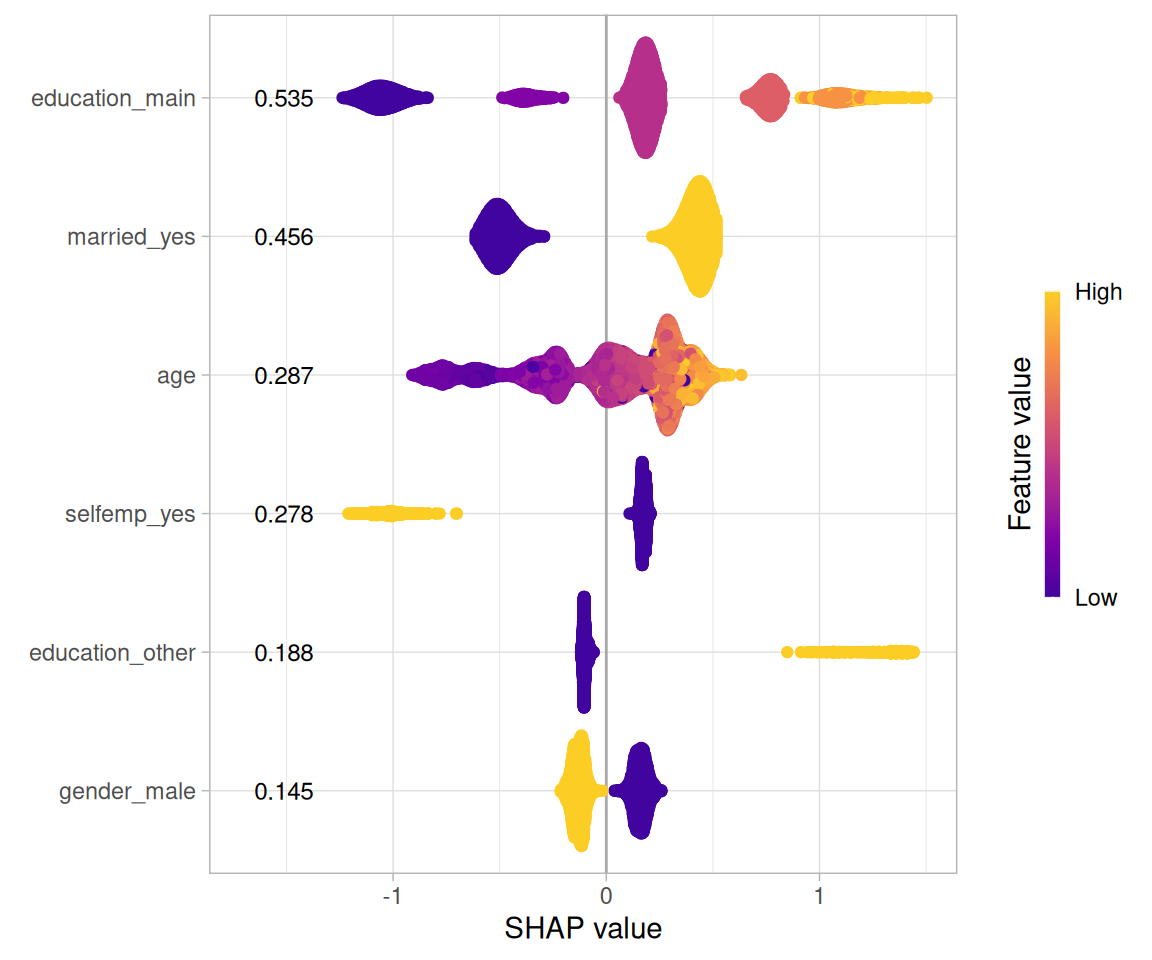 education_main 0.535
married_yes 0.456
age 0.287
selfemp_yes 0.278
education_other 0.188
gender_male 0.145
-1 0 1
SHAP value
Feature value
High
Low